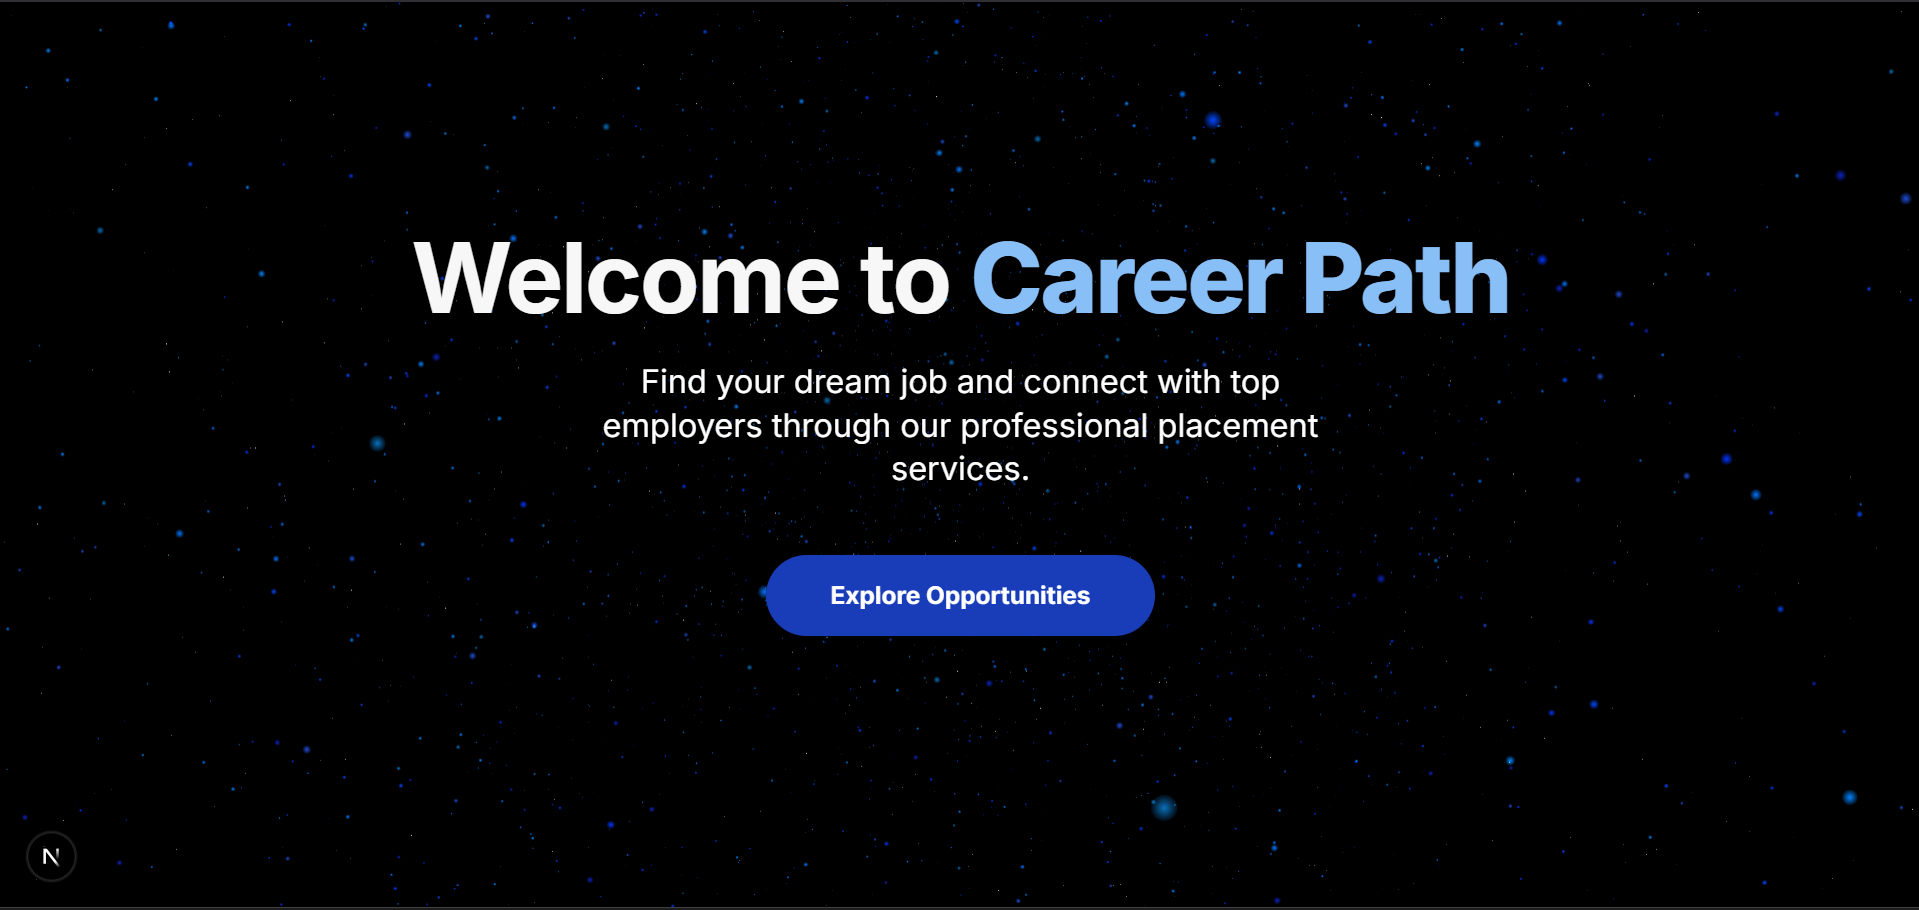 Welcome to Career Path
Find your dream job and connect with top
employers through our professional placement
services.
Explore Opportunities
N